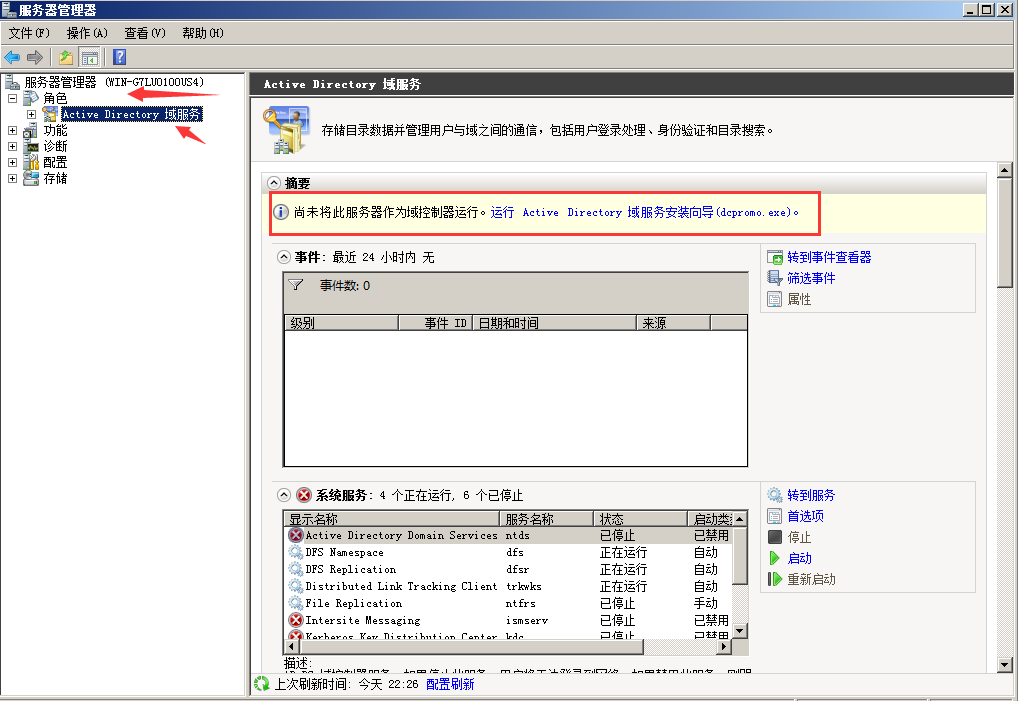 服务器管理器
文件(F) 操作(A) 查看(V) 帮助(H)
服务器管理器 (WIN-G7LU0100US4)
角色
Active Directory 域服务
功能
诊断
配置
存储
Active Directory 域服务
存储目录数据并管理用户与域之间的通信，包括用户登录处理、身份验证和目录搜索。
摘要
尚未将此服务器作为域控制器运行。运行 Active Directory 域服务安装向导(dcpromo.exe)。
事件: 最近 24 小时内 无
事件数: 0
级别 事件 ID 日期和时间 来源
转到事件查看器
筛选事件
属性
系统服务: 4 个正在运行, 6 个已停止
显示名称 服务名称 状态 启动类
Active Directory Domain Services ntds 已停止 已禁用
DFS Namespace dfs 正在运行 自动
DFS Replication dfsr 正在运行 自动
Distributed Link Tracking Client trkwks 正在运行 自动
File Replication ntfrs 已停止 手动
Intersite Messaging ismserv 已停止 已禁用
Kerberos Key Distribution Center kdc 已停止 已禁用
转到服务
首选项
停止
启动
重新启动
描述:
上次刷新时间: 今天 22:26 配置刷新